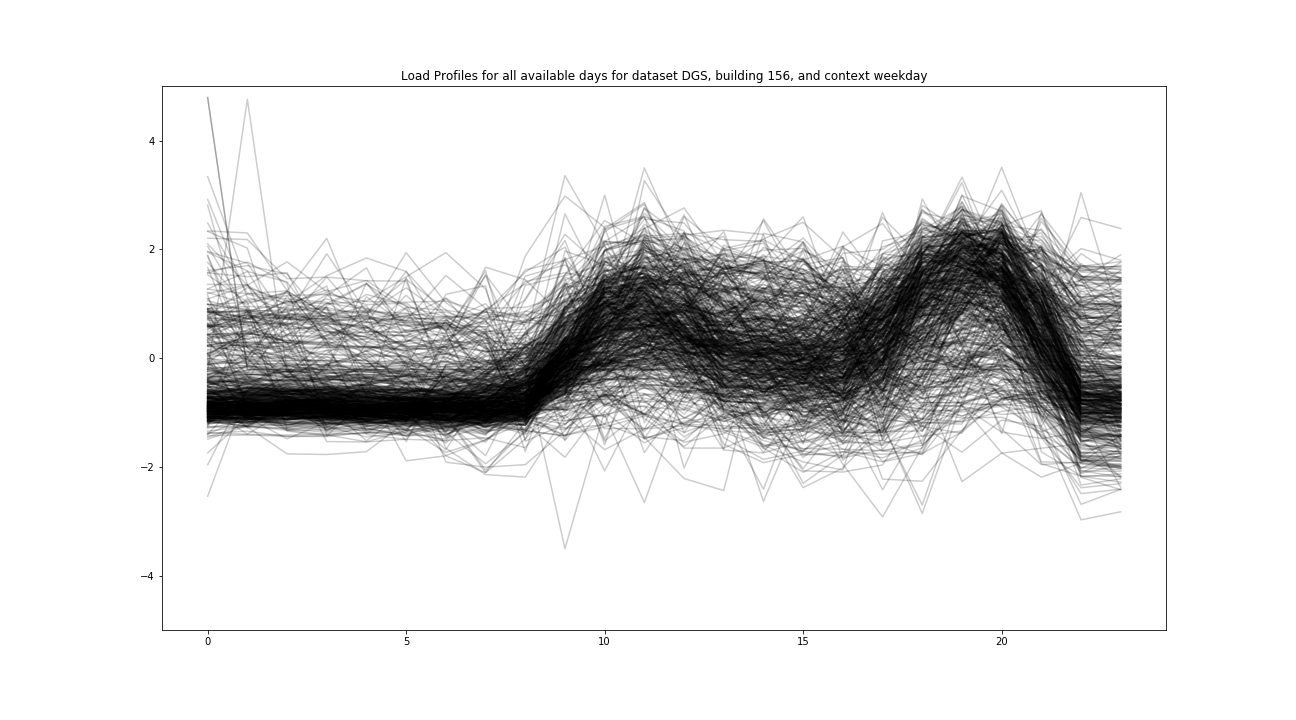 Load Profiles for all available days for dataset DGS, building 156, and context weekday
4
2
0
−2
−4
0 5 10 15 20